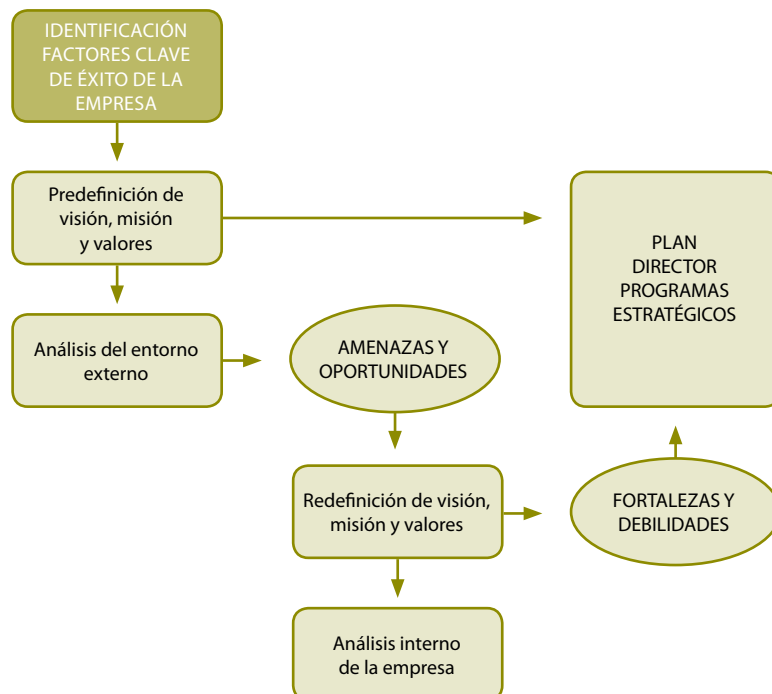 IDENTIFICACIÓN
FACTORES CLAVE
DE ÉXITO DE LA
EMPRESA
Predefinición de
visión, misión
y valores
PLAN
DIRECTOR
PROGRAMAS
ESTRATÉGICOS
Análisis del entorno
externo
AMENAZAS Y
OPORTUNIDADES
Redefinición de visión,
misión y valores
FORTALEZAS Y
DEBILIDADES
Análisis interno
de la empresa